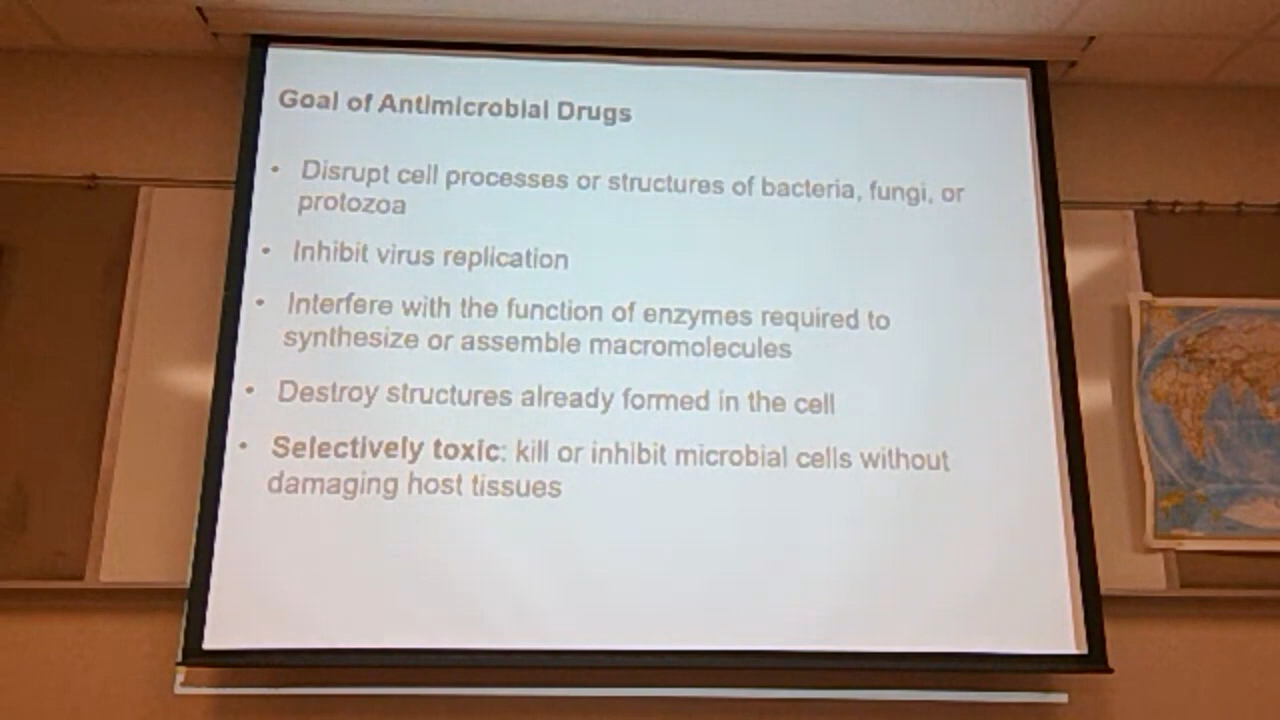 Goal of Antimicrobial Drugs
• Disrupt cell processes or structures of bacteria, fungi, or
protozoa
• Inhibit virus replication
• Interfere with the function of enzymes required to
synthesize or assemble macromolecules
• Destroy structures already formed in the cell
• Selectively toxic: kill or inhibit microbial cells without
damaging host tissues